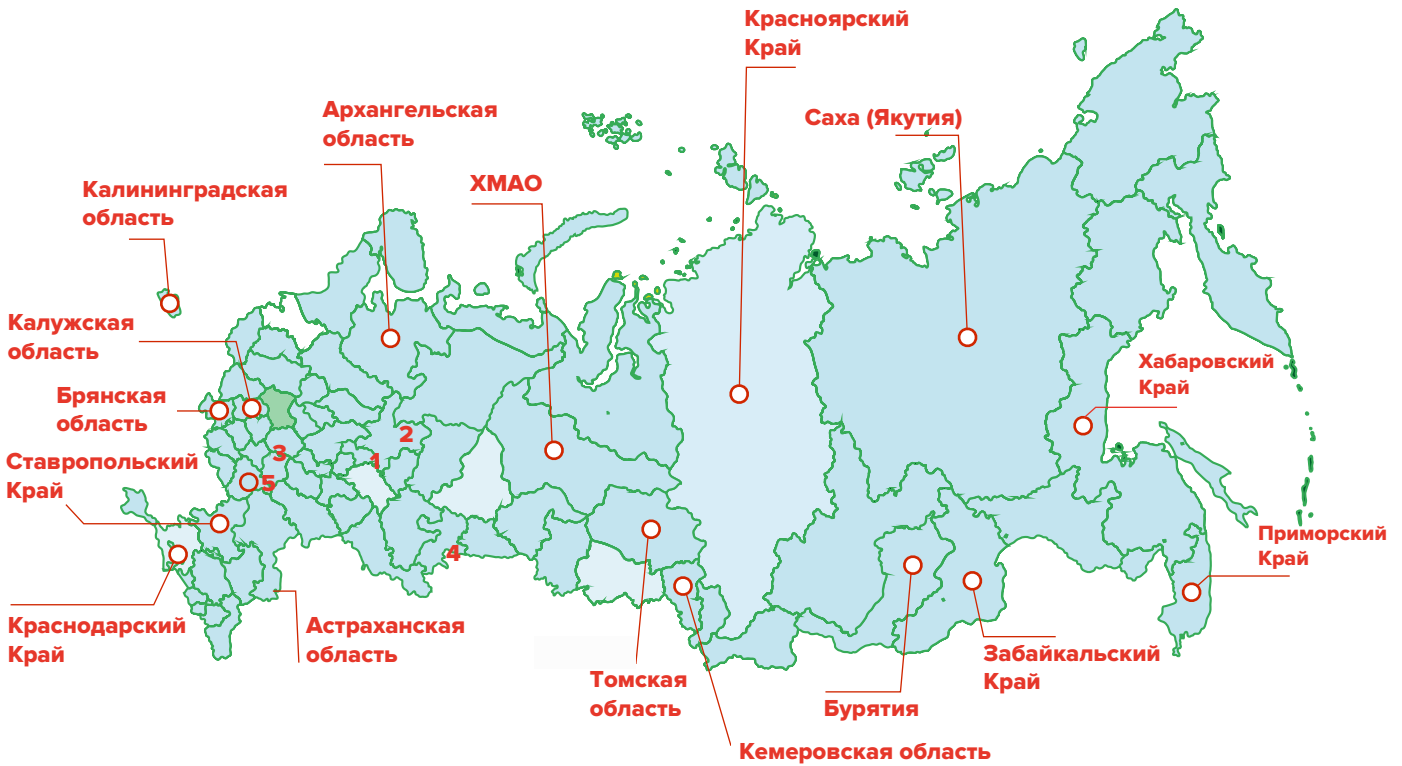 Красноярский
Край
Архангельская
область
Саха (Якутия)
ХМАО
Калининградская
область
Калужская
область
Хабаровский
Край
Брянская
область
2
3
1
Ставропольский
Край
5
Приморский
Край
4
Краснодарский
Край
Астраханская
область
Забайкальский
Край
Томская
область
Бурятия
Кемеровская область